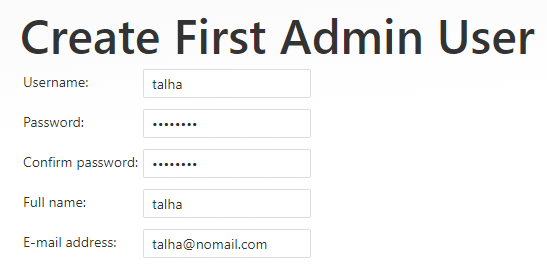 Create First Admin User
Username: talha
Password: ••••••••
Confirm password: ••••••••
Full name: talha
E-mail address: talha@nomail.com